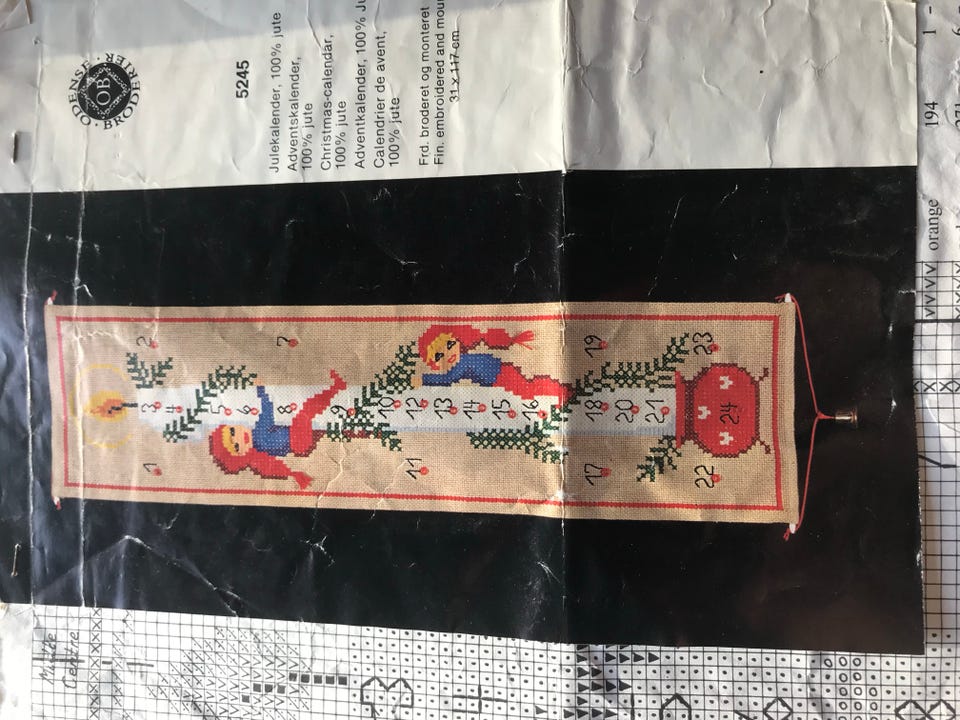 ODENSE
OB
BRODERIER
5245
Julekalender, 100% jute
Adventskalender,
100% jute
Christmas-calendar,
100% jute
Adventkalender, 100% Ju
Calendrier de avent,
100% jute
Frd. broderet og monteret
Fin. embroidered and mou
31 x 117 cm
1 3 2
4
5
6
8 7
9
10
11 12
13
14
15
16
17 18 19
20
21
22 24 23
Centre
orange 194 1 -